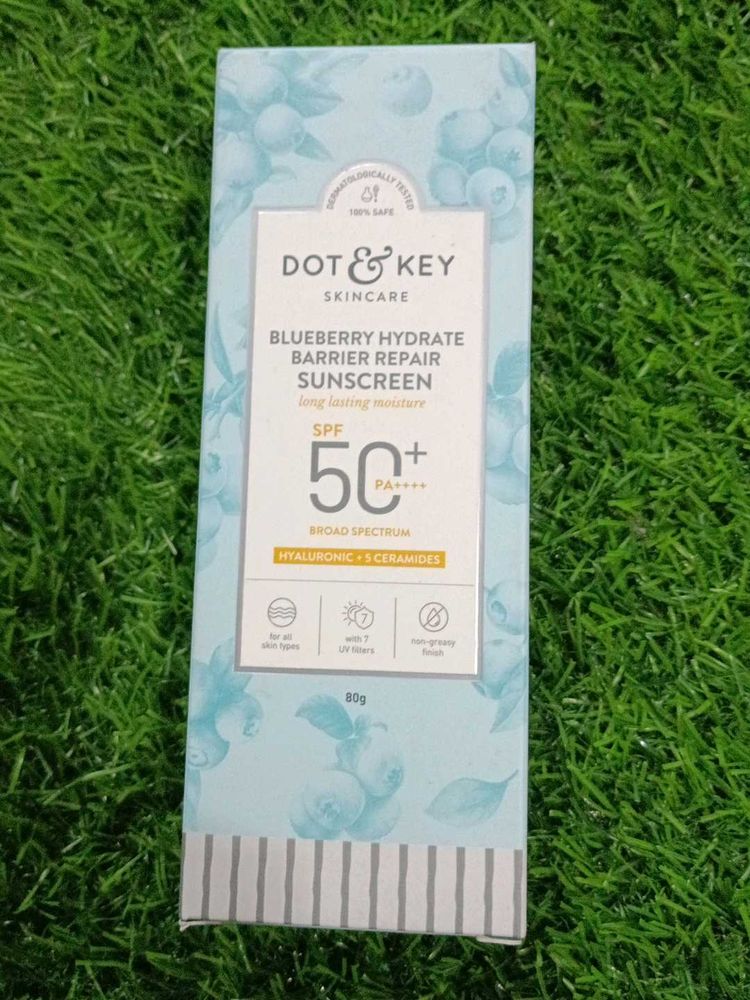 DERMATOLOGICALLY TESTED
100% SAFE
DOT & KEY
SKINCARE
BLUEBERRY HYDRATE
BARRIER REPAIR
SUNSCREEN
long lasting moisture
SPF
50+
PA++++
BROAD SPECTRUM
HYALURONIC + 5 CERAMIDES
for all
skin types
7
with 7
UV filters
non-greasy
finish
80g